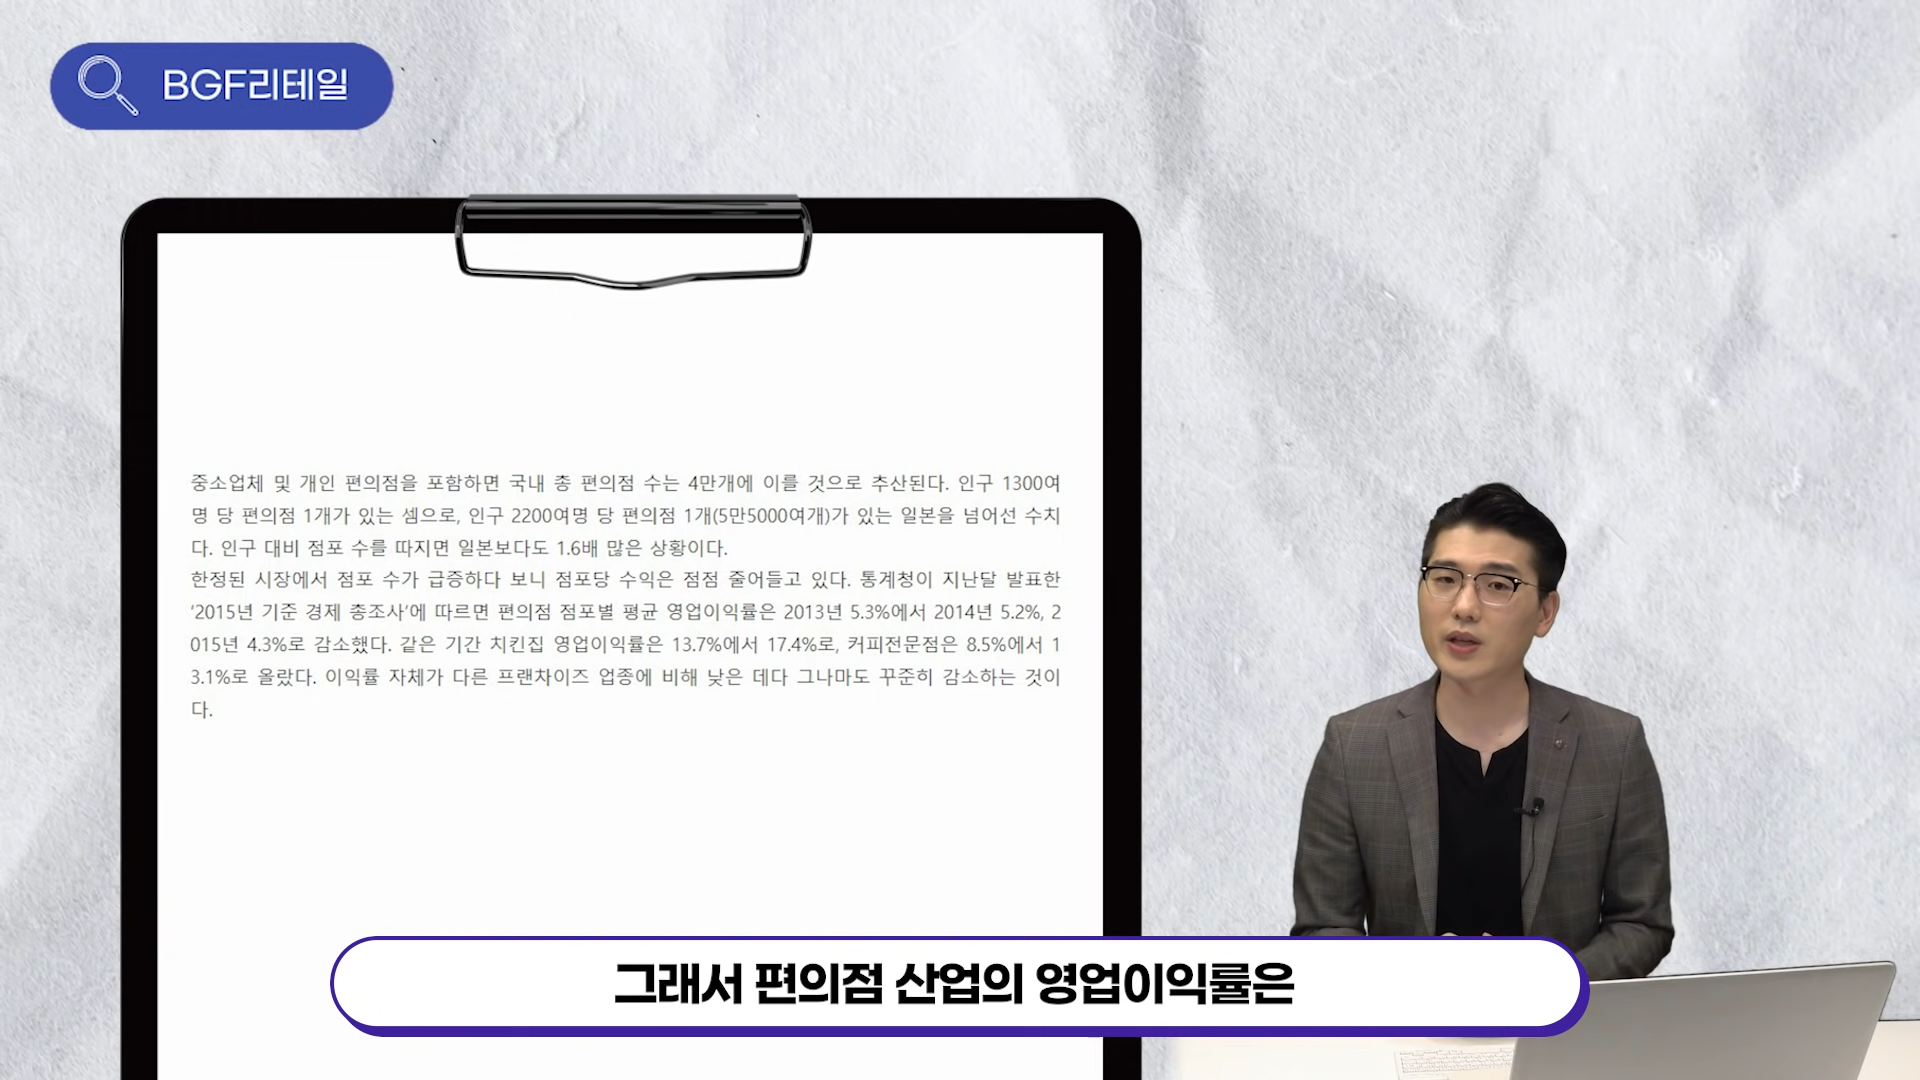 BGF리테일
중소업체 및 개인 편의점을 포함하면 국내 총 편의점 수는 4만개에 이를 것으로 추산된다. 인구 1300여
명 당 편의점 1개가 있는 셈으로, 인구 2200여명 당 편의점 1개(5만5000여개)가 있는 일본을 넘어선 수치
다. 인구 대비 점포 수를 따지면 일본보다도 1.6배 많은 상황이다.
한정된 시장에서 점포 수가 급증하다 보니 점포당 수익은 점점 줄어들고 있다. 통계청이 지난달 발표한
‘2015년 기준 경제 총조사’에 따르면 편의점 점포별 평균 영업이익률은 2013년 5.3%에서 2014년 5.2%, 2
015년 4.3%로 감소했다. 같은 기간 치킨집 영업이익률은 13.7%에서 17.4%로, 커피전문점은 8.5%에서 1
3.1%로 올랐다. 이익률 자체가 다른 프랜차이즈 업종에 비해 낮은 데다 그나마도 꾸준히 감소하는 것이
다.
그래서 편의점 산업의 영업이익률은